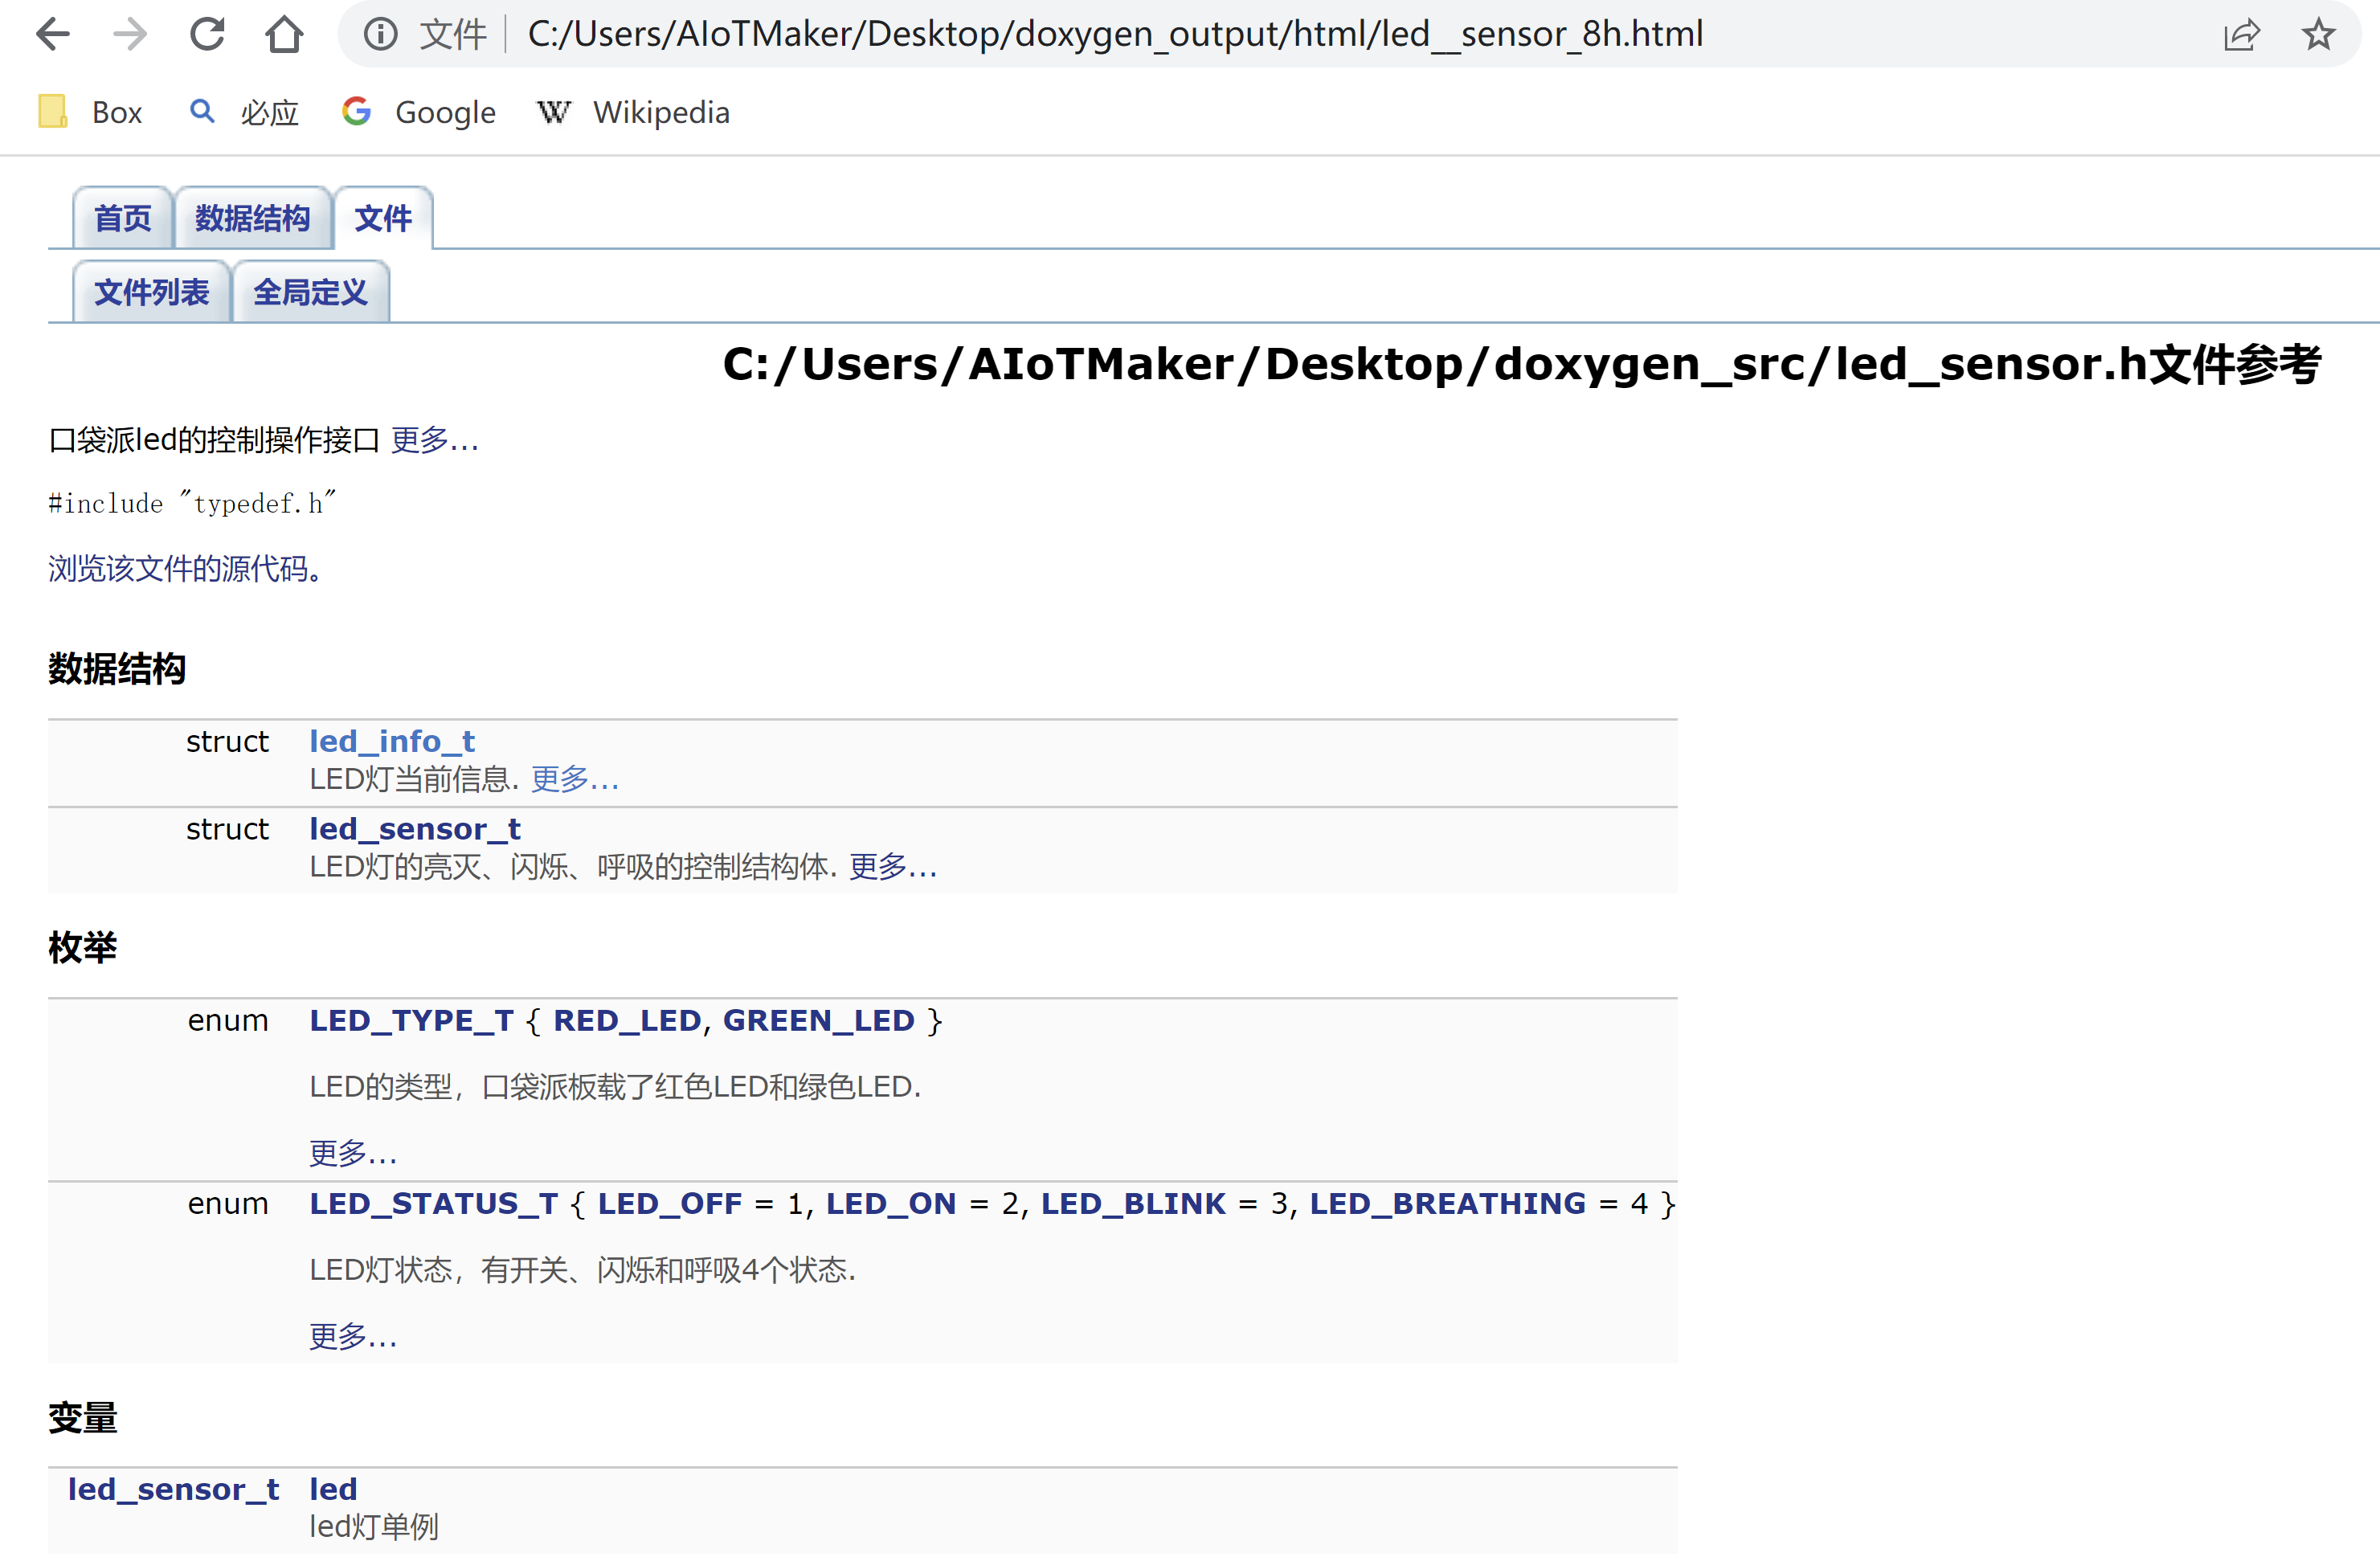 文件 C:/Users/AIoTMaker/Desktop/doxygen_output/html/led__sensor_8h.html
Box 必应 Google Wikipedia
首页 数据结构 文件
文件列表 全局定义
C:/Users/AIoTMaker/Desktop/doxygen_src/led_sensor.h文件参考
口袋派led的控制操作接口 更多...
#include "typedef.h"
浏览该文件的源代码。
数据结构
struct led_info_t
LED灯当前信息. 更多...
struct led_sensor_t
LED灯的亮灭、闪烁、呼吸的控制结构体. 更多...
枚举
enum LED_TYPE_T { RED_LED, GREEN_LED }
LED的类型，口袋派板载了红色LED和绿色LED.
更多...
enum LED_STATUS_T { LED_OFF = 1, LED_ON = 2, LED_BLINK = 3, LED_BREATHING = 4 }
LED灯状态，有开关、闪烁和呼吸4个状态.
更多...
变量
led_sensor_t led
led灯单例